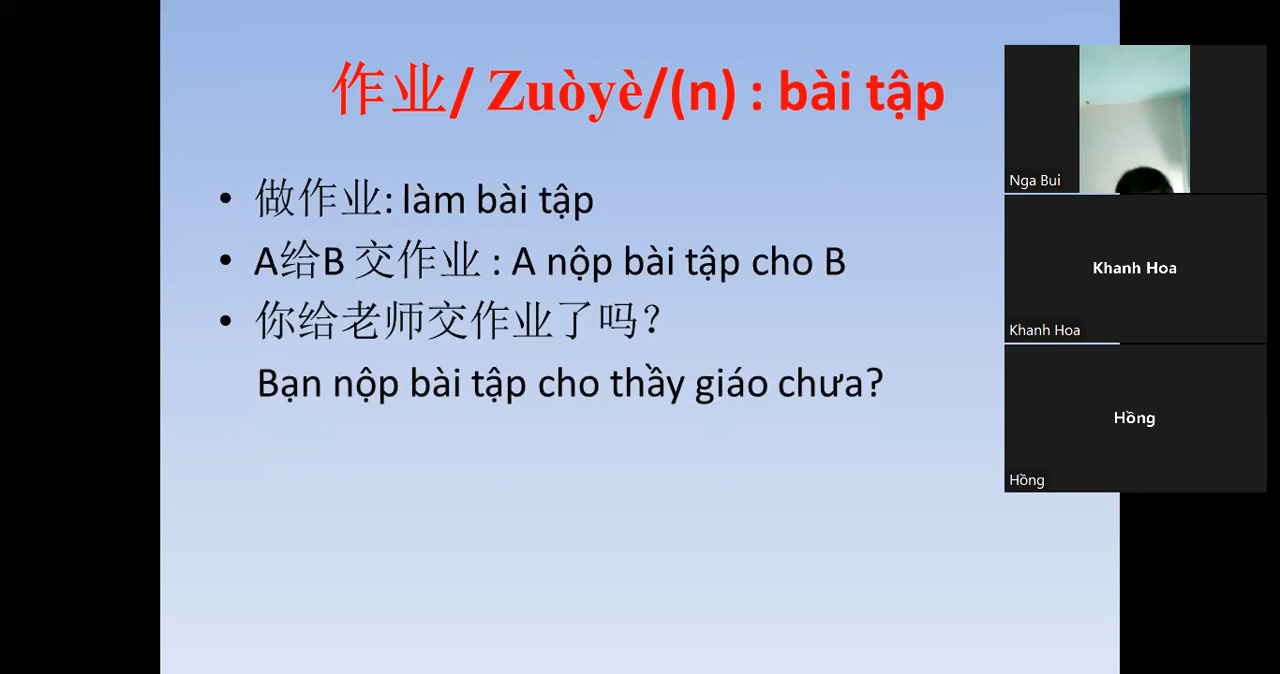 作业/ Zuòyè/(n) : bài tập
• 做作业: làm bài tập
• A给B 交作业 : A nộp bài tập cho B
• 你给老师交作业了吗？
Bạn nộp bài tập cho thầy giáo chưa?
Nga Bui
Khanh Hoa
Khanh Hoa
Hồng
Hồng